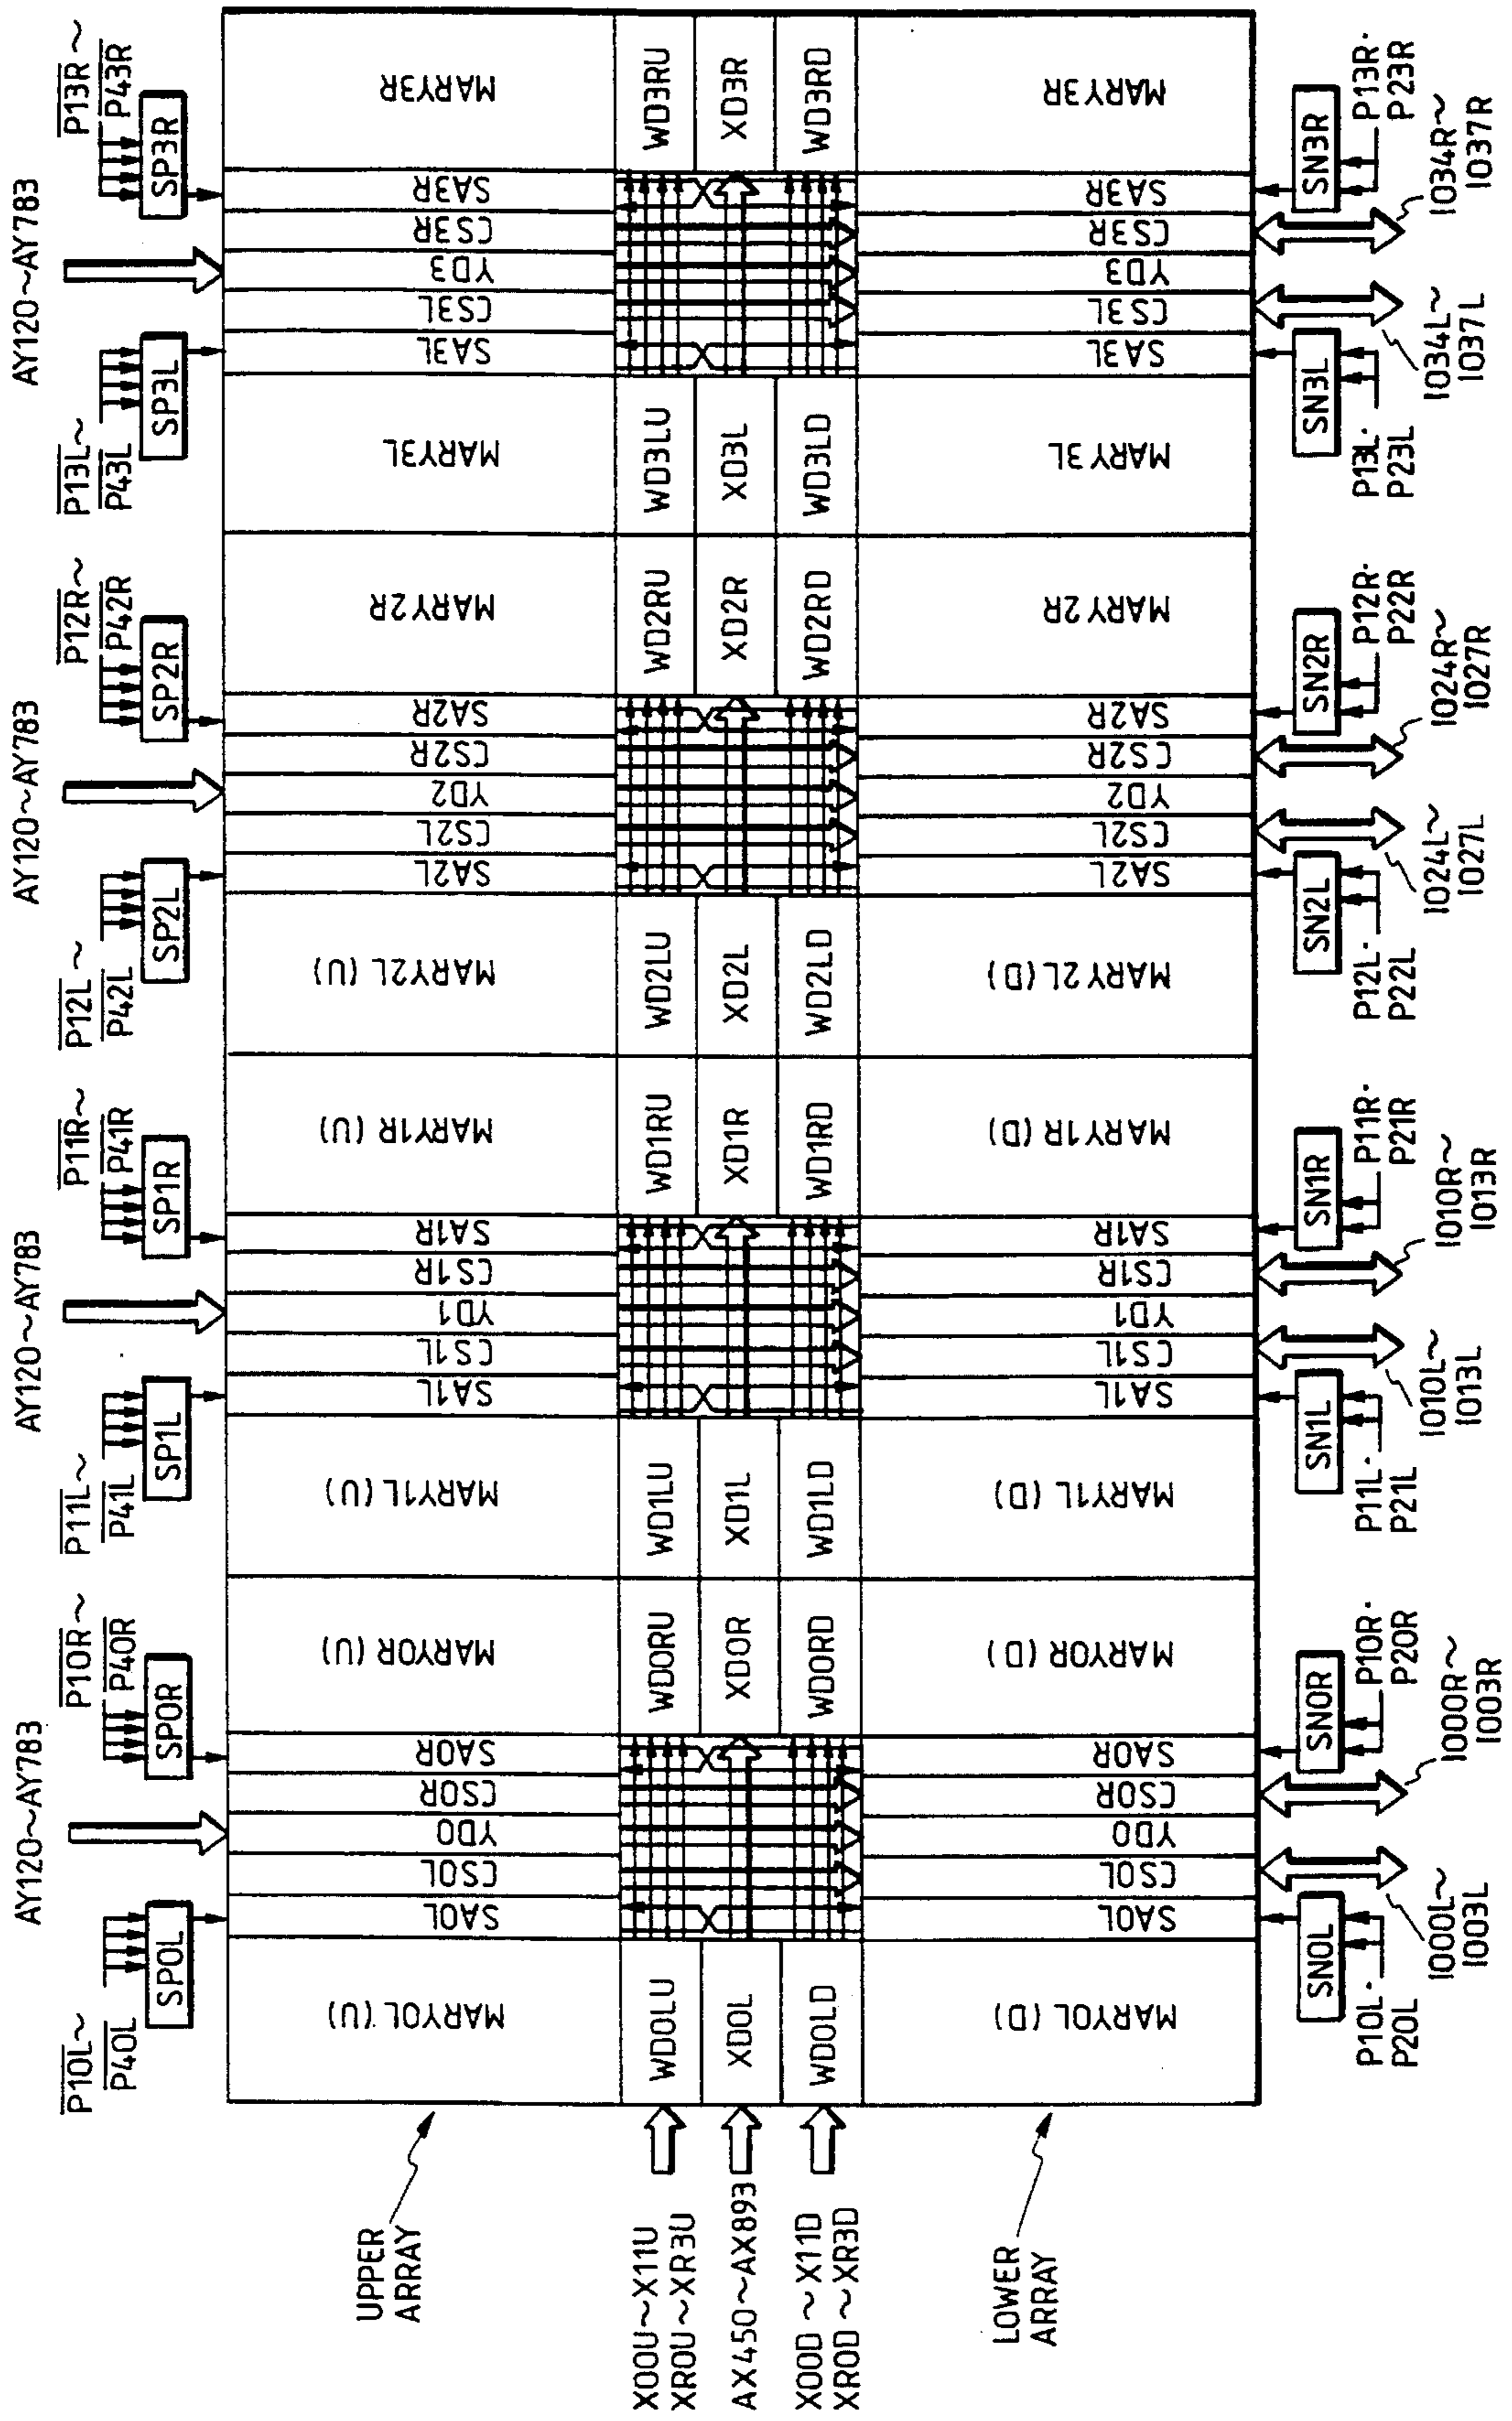 AY120~AY783
AY120~AY783
AY120~AY783
AY120~AY783
P10L~
P40L
P10R~
P40R
P11L~
P41L
P11R~
P41R
P12L~
P42L
P12R~
P42R
P13L~
P43L
P13R~
P43R
SP0L
SP0R
SP1L
SP1R
SP2L
SP2R
SP3L
SP3R
UPPER
ARRAY
MARY0L (U)
SA0L
CS0L
YD0
CS0R
SA0R
MARY0R (U)
MARY1L (U)
SA1L
CS1L
YD1
CS1R
SA1R
MARY1R (U)
MARY2L (U)
SA2L
CS2L
YD2
CS2R
SA2R
MARY2R
MARY3L
SA3L
CS3L
YD3
CS3R
SA3R
MARY3R
X00U~X11U
XR0U~XR3U
WD0LU
WD0RU
WD1LU
WD1RU
WD2LU
WD2RU
WD3LU
WD3RU
AX450~AX893
XD0L
XD0R
XD1L
XD1R
XD2L
XD2R
XD3L
XD3R
X00D~X11D
XR0D~XR3D
WD0LD
WD0RD
WD1LD
WD1RD
WD2LD
WD2RD
WD3LD
WD3RD
LOWER
ARRAY
MARY0L (D)
SA0L
CS0L
YD0
CS0R
SA0R
MARY0R (D)
MARY1L (D)
SA1L
CS1L
YD1
CS1R
SA1R
MARY1R (D)
MARY2L (D)
SA2L
CS2L
YD2
CS2R
SA2R
MARY2R
MARY3L
SA3L
CS3L
YD3
CS3R
SA3R
MARY3R
SN0L
SN0R
SN1L
SN1R
SN2L
SN2R
SN3L
SN3R
P10L·
P20L
P10R·
P20R
P11L·
P21L
P11R·
P21R
P12L·
P22L
P12R·
P22R
P13L·
P23L
P13R·
P23R
IO00L~
IO03L
IO00R~
IO03R
IO10L~
IO13L
IO10R~
IO13R
IO24L~
IO27L
IO24R~
IO27R
IO34L~
IO37L
IO34R~
IO37R